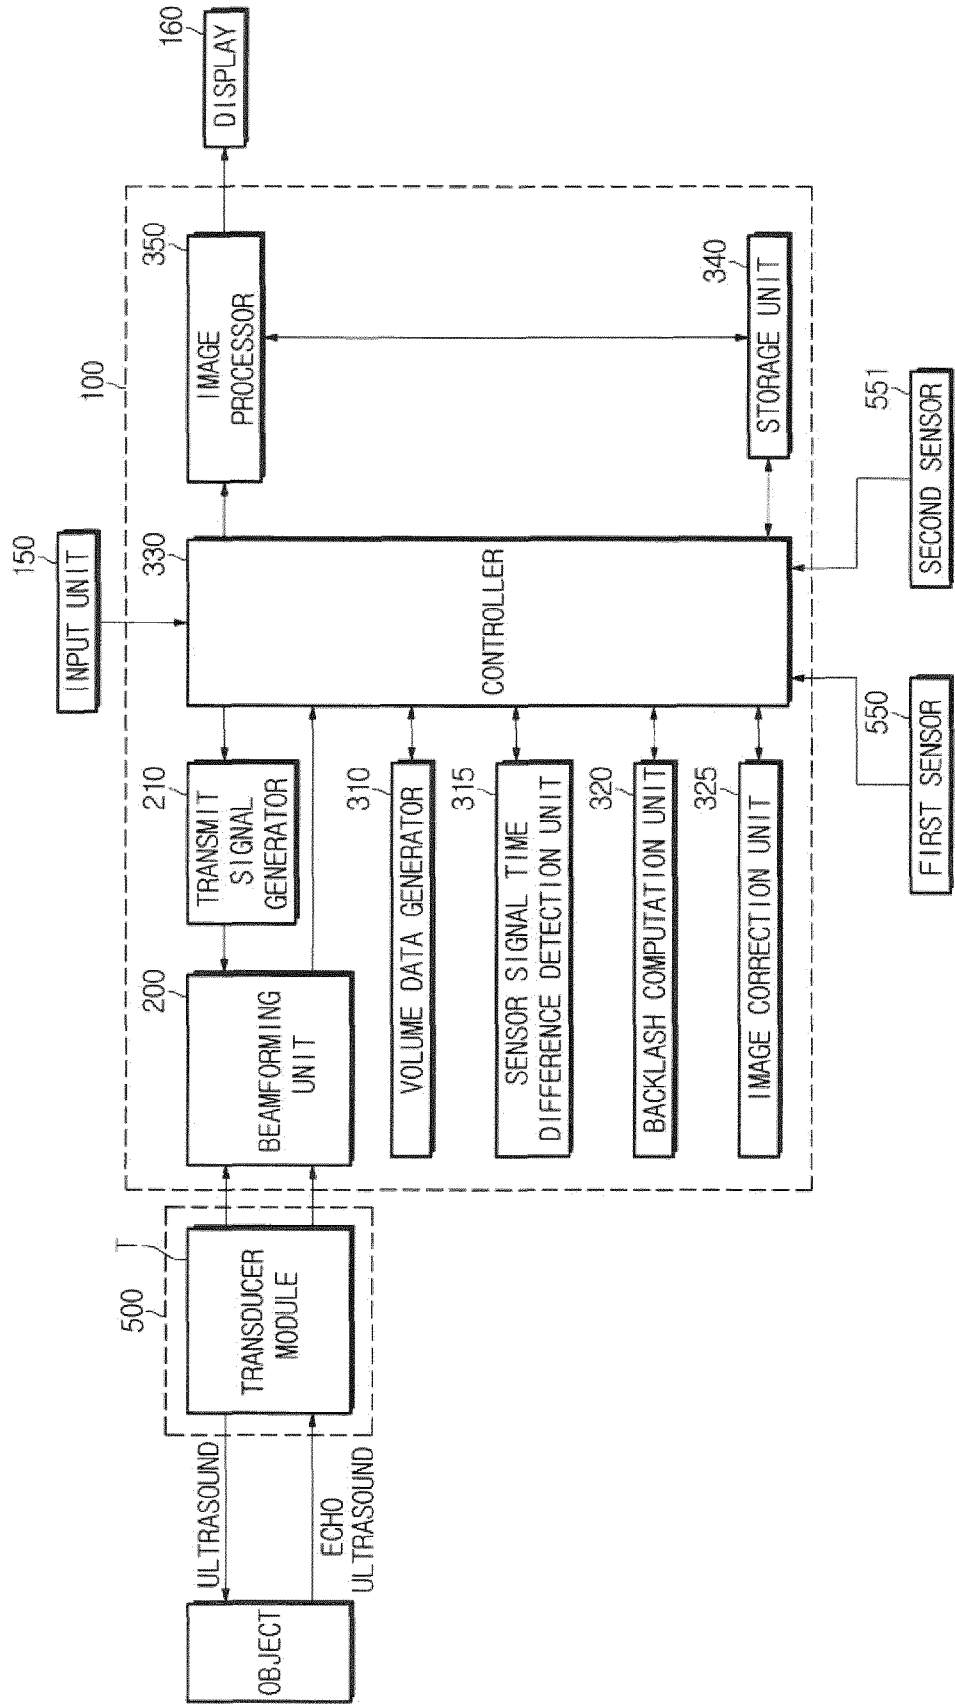 100
150
INPUT UNIT
500
T
OBJECT
ULTRASOUND
ECHO
ULTRASOUND
TRANSDUCER
MODULE
200
BEAMFORMING
UNIT
210
TRANSMIT
SIGNAL
GENERATOR
330
CONTROLLER
350
IMAGE
PROCESSOR
160
DISPLAY
310
VOLUME DATA GENERATOR
315
SENSOR SIGNAL TIME
DIFFERENCE DETECTION UNIT
320
BACKLASH COMPUTATION UNIT
325
IMAGE CORRECTION UNIT
340
STORAGE UNIT
550
FIRST SENSOR
551
SECOND SENSOR